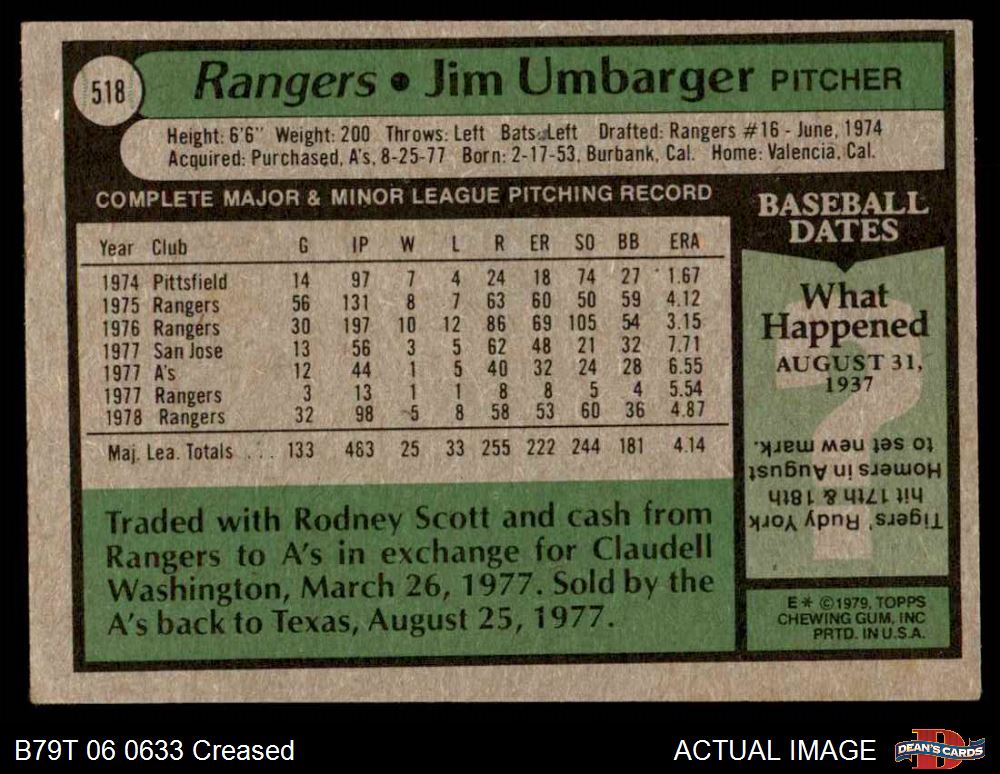 518
Rangers • Jim Umbarger PITCHER
Height: 6'6" Weight: 200 Throws: Left Bats: Left Drafted: Rangers #16 - June, 1974
Acquired: Purchased, A's, 8-25-77 Born: 2-17-53, Burbank, Cal. Home: Valencia, Cal.
COMPLETE MAJOR & MINOR LEAGUE PITCHING RECORD
Year Club G IP W L R ER SO BB ERA
1974 Pittsfield 14 97 7 4 24 18 74 27 1.67
1975 Rangers 56 131 8 7 63 60 50 59 4.12
1976 Rangers 30 197 10 12 86 69 105 54 3.15
1977 San Jose 13 56 3 5 62 48 21 32 7.71
1977 A's 12 44 1 5 40 32 24 28 6.55
1977 Rangers 3 13 1 1 8 8 5 4 5.54
1978 Rangers 32 98 5 8 58 53 60 36 4.87
Maj. Lea. Totals ... 133 483 25 33 255 222 244 181 4.14
Traded with Rodney Scott and cash from
Rangers to A's in exchange for Claudell
Washington, March 26, 1977. Sold by the
A's back to Texas, August 25, 1977.
BASEBALL
DATES
What
Happened
AUGUST 31,
1937
?
Tigers' Rudy York
hit 17th & 18th
Homers in August
to set new mark.
E* ©1979, TOPPS
CHEWING GUM, INC
PRTD. IN U.S.A.
B79T 06 0633 Creased
ACTUAL IMAGE
DEAN'S CARDS